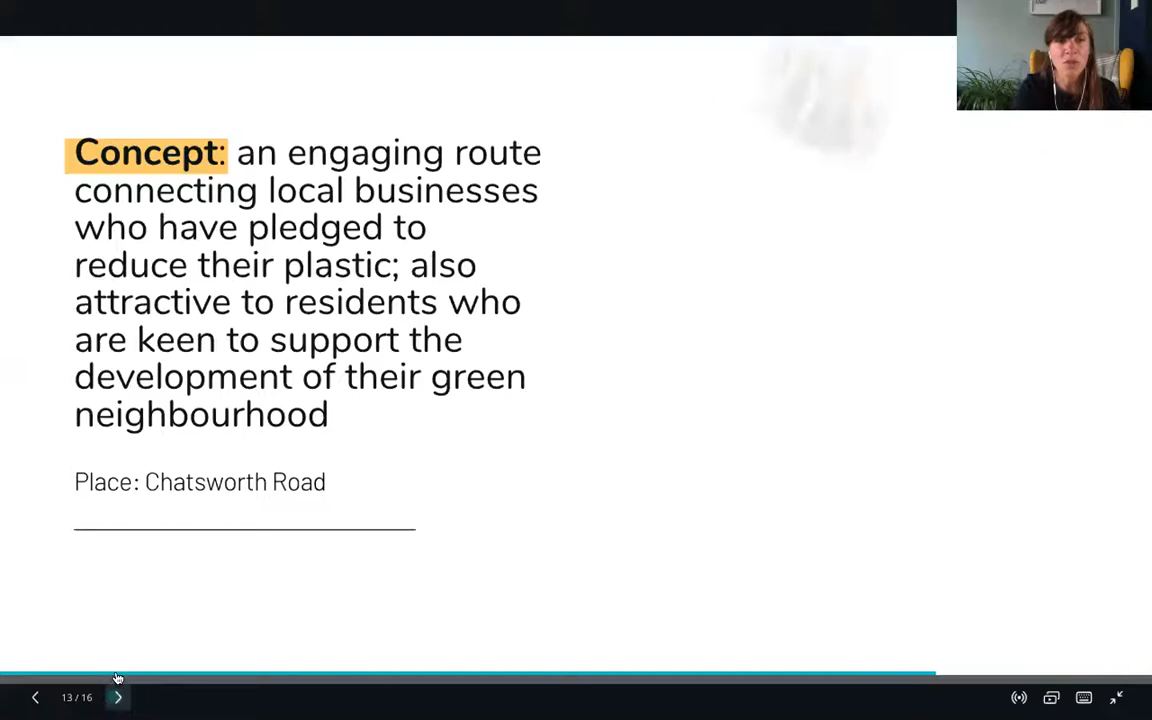 Concept: an engaging route
connecting local businesses
who have pledged to
reduce their plastic; also
attractive to residents who
are keen to support the
development of their green
neighbourhood
Place: Chatsworth Road
13 / 16